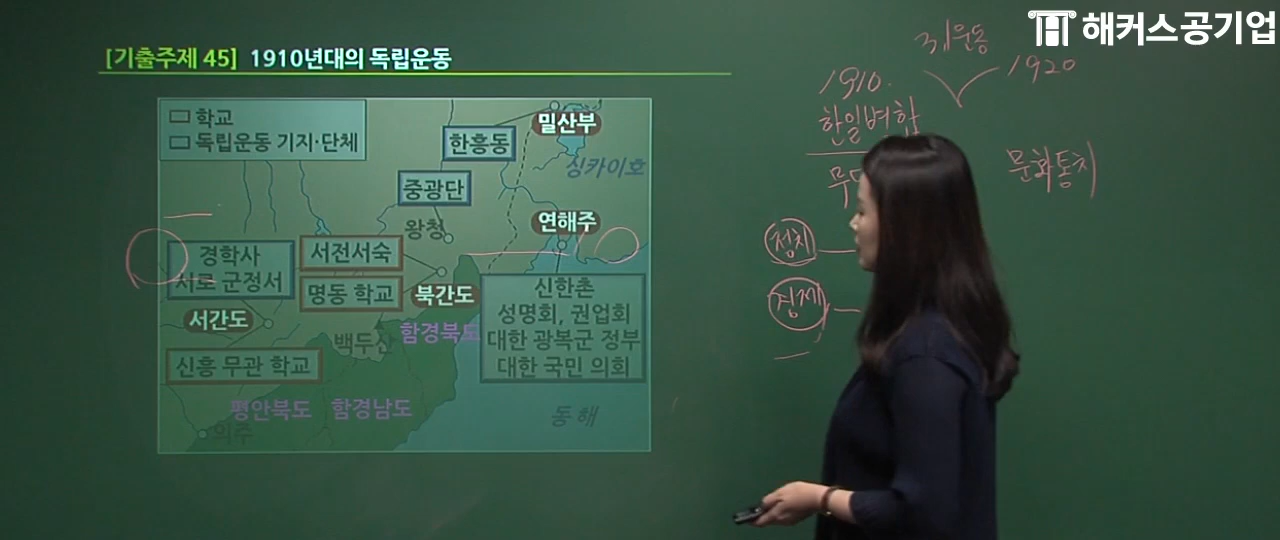 해커스공기업
[기출주제 45] 1910년대의 독립운동
학교
독립운동 기지·단체
한흥동
밀산부
싱카이호
중광단
왕청
연해주
경학사
서로 군정서
서전서숙
명동 학교
북간도
신한촌
성명회, 권업회
대한 광복군 정부
대한 국민 의회
서간도
백두산
함경북도
신흥 무관 학교
평안북도
함경남도
의주
동해
1910.
한일병합
1920
문화통치
정치
경제